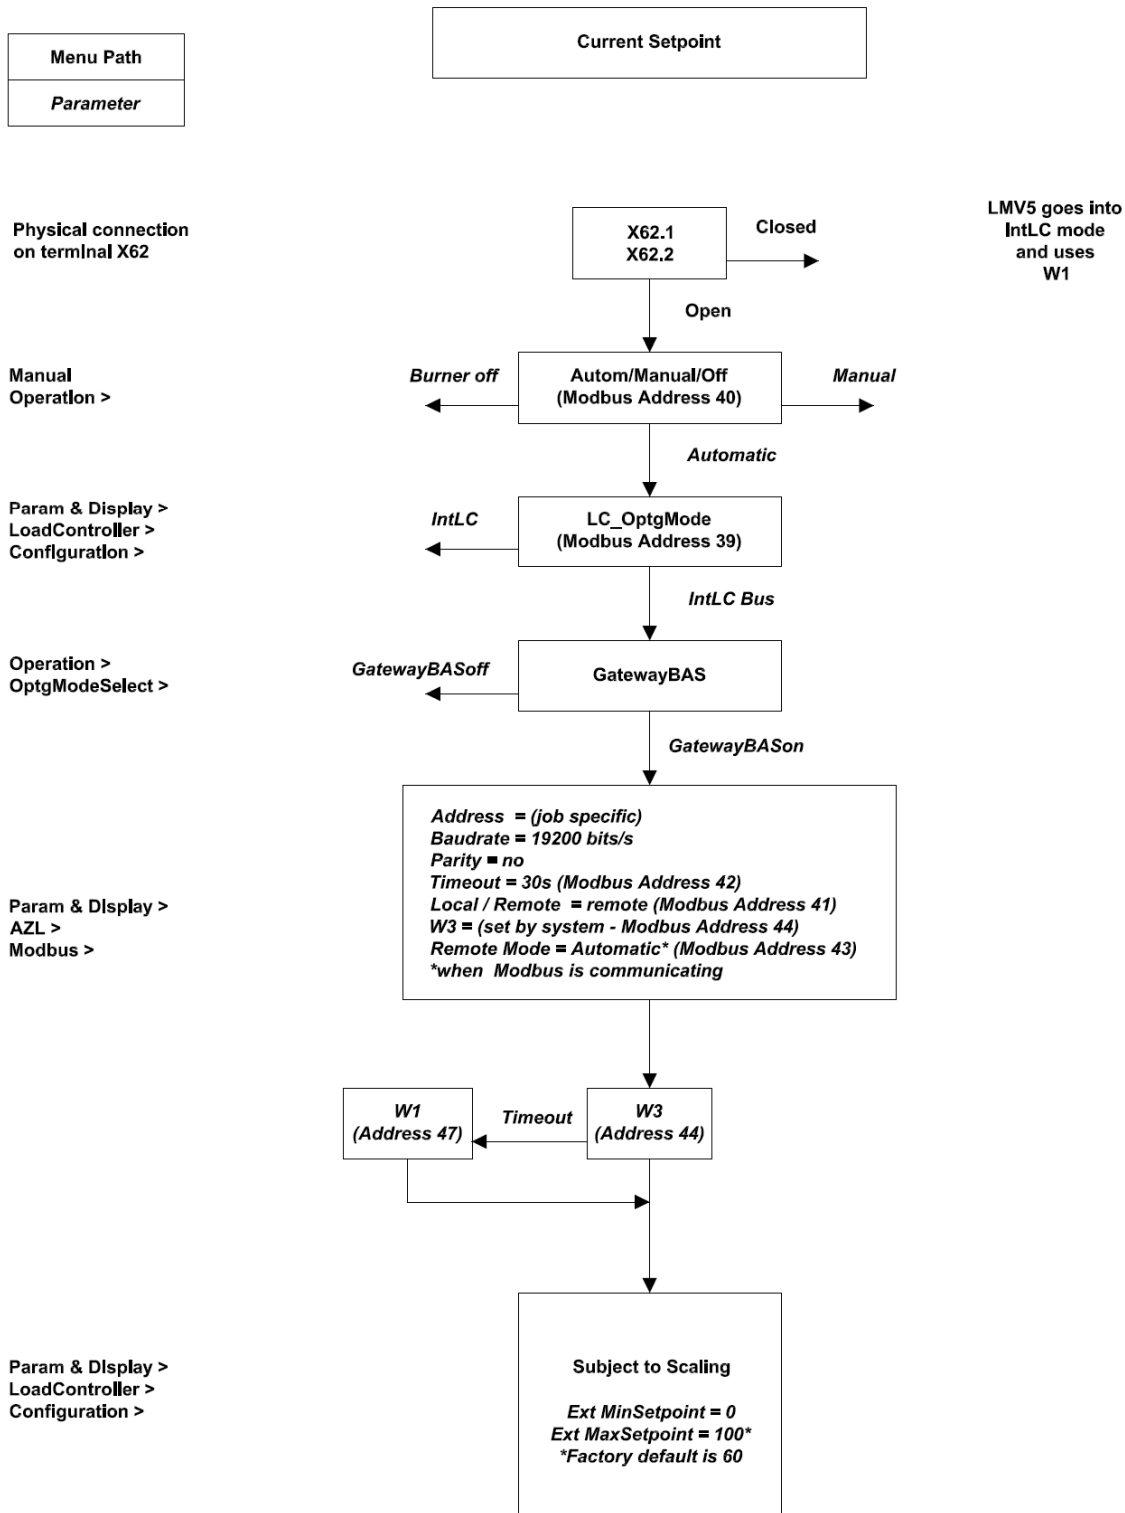 Menu Path
Parameter
Current Setpoint
Physical connection
on terminal X62
X62.1
X62.2
Closed
LMV5 goes into
IntLC mode
and uses
W1
Open
Manual
Operation >
Burner off
Autom/Manual/Off
(Modbus Address 40)
Manual
Automatic
Param & Display >
LoadController >
Configuration >
IntLC
LC_OptgMode
(Modbus Address 39)
IntLC Bus
Operation >
OptgModeSelect >
GatewayBASoff
GatewayBAS
GatewayBASon
Param & Display >
AZL >
Modbus >
Address = (job specific)
Baudrate = 19200 bits/s
Parity = no
Timeout = 30s (Modbus Address 42)
Local / Remote = remote (Modbus Address 41)
W3 = (set by system - Modbus Address 44)
Remote Mode = Automatic* (Modbus Address 43)
*when Modbus is communicating
W1
(Address 47)
Timeout
W3
(Address 44)
Param & Display >
LoadController >
Configuration >
Subject to Scaling
Ext MinSetpoint = 0
Ext MaxSetpoint = 100*
*Factory default is 60